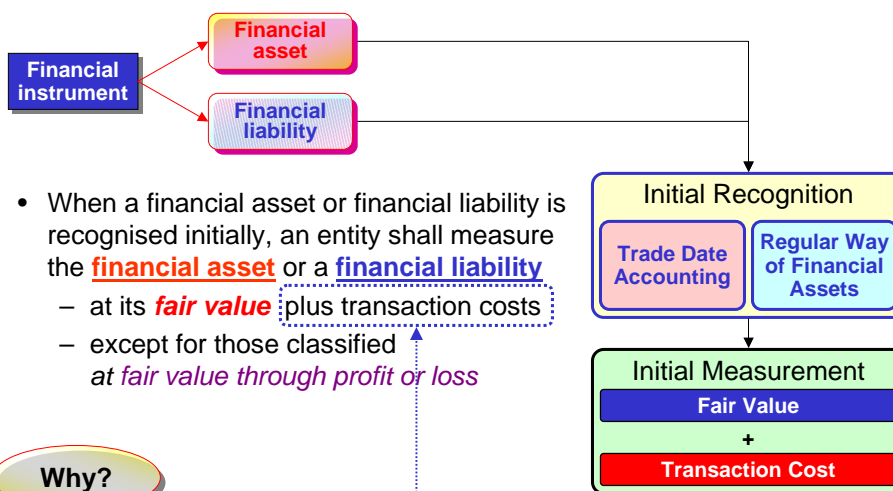 Financial
asset
Financial
instrument
Financial
liability
• When a financial asset or financial liability is
recognised initially, an entity shall measure
the financial asset or a financial liability
– at its fair value plus transaction costs
– except for those classified
at fair value through profit or loss
Why?
Initial Recognition
Trade Date
Accounting
Regular Way
of Financial
Assets
Initial Measurement
Fair Value
+
Transaction Cost